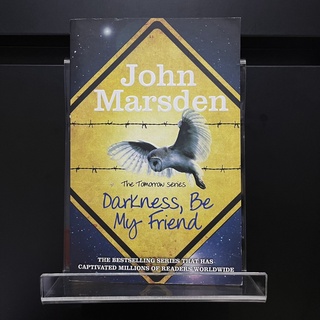 John
Marsden
The Tomorrow Series
Darkness, Be
My Friend
THE BESTSELLING SERIES THAT HAS
CAPTIVATED MILLIONS OF READERS WORLDWIDE